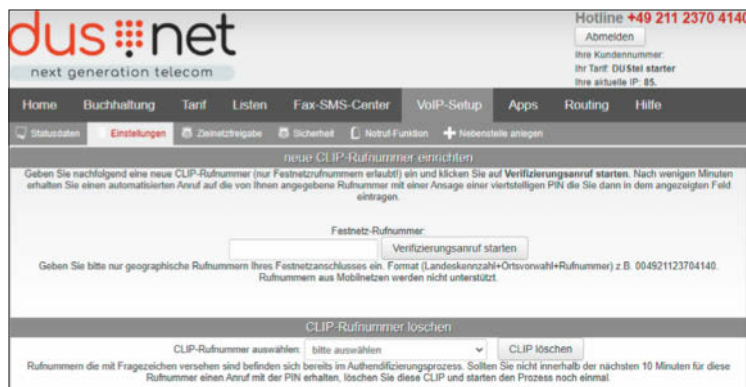 dus net
next generation telecom
Hotline +49 211 2370 4140
Abmelden
Ihre Kundennummer:
Ihr Tarif: DUStel starter
Ihre aktuelle IP: 85.
Home Buchhaltung Tarif Listen Fax-SMS-Center VoIP-Setup Apps Routing Hilfe
Statusdaten Einstellungen Zielnetzfreigabe Sicherheit Notruf-Funktion Nebenstelle anlegen
neue CLIP-Rufnummer einrichten
Geben Sie nachfolgend eine neue CLIP-Rufnummer (nur Festnetzrufnummern erlaubt!) ein und klicken Sie auf Verifizierungsanruf starten. Nach wenigen Minuten
erhalten Sie einen automatisierten Anruf auf die von Ihnen angegebene Rufnummer mit einer Ansage einer viertstelligen PIN die Sie dann in dem angezeigten Feld
eintragen.
Festnetz-Rufnummer:
Verifizierungsanruf starten
Geben Sie bitte nur geographische Rufnummern Ihres Festnetzanschlusses ein. Format (Landeskennzahl+Ortsvorwahl+Rufnummer) z.B. 004921123704140.
Rufnummern aus Mobilnetzen werden nicht unterstützt.
CLIP-Rufnummer löschen
CLIP-Rufnummer auswählen: bitte auswählen CLIP löschen
Rufnummern die mit Fragezeichen versehen sind befinden sich bereits im Authendifizierungsprozess. Sollten Sie nicht innerhalb der nächsten 10 Minuten für diese
Rufnummer einen Anruf mit der PIN erhalten, löschen Sie diese CLIP und starten den Prozess noch einmal.